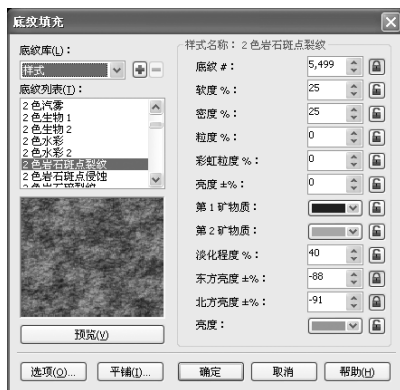 底纹填充
底纹库(L)：
样式
底纹列表(T)：
2色汽雾
2色生物1
2色生物2
2色水彩
2色水彩2
2色岩石斑点裂纹
2色岩石斑点侵蚀
预览(V)
样式名称：2色岩石斑点裂纹
底纹 #： 5,499
软度 %： 25
密度 %： 25
粒度 %： 0
彩虹粒度 %： 0
亮度 ±%： 0
第1矿物质：
第2矿物质：
淡化程度 %： 40
东方亮度 ±%： -88
北方亮度 ±%： -91
亮度：
选项(O)... 平铺(I)... 确定 取消 帮助(H)